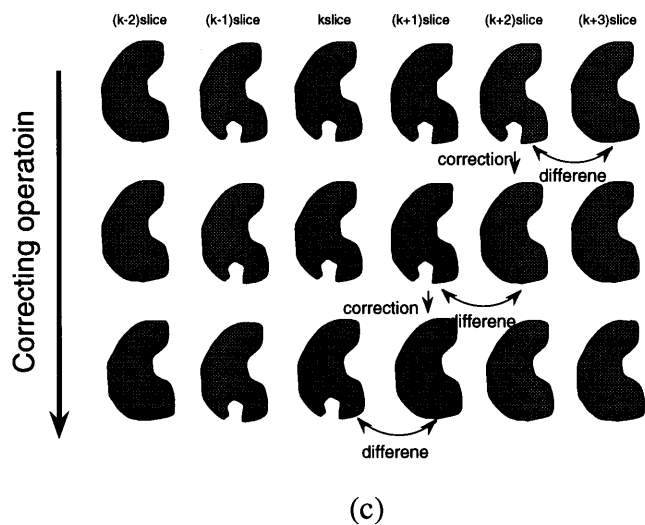 (k-2)slice (k-1)slice kslice (k+1)slice (k+2)slice (k+3)slice
Correcting operatoin
correction
differene
correction
differene
differene
(c)